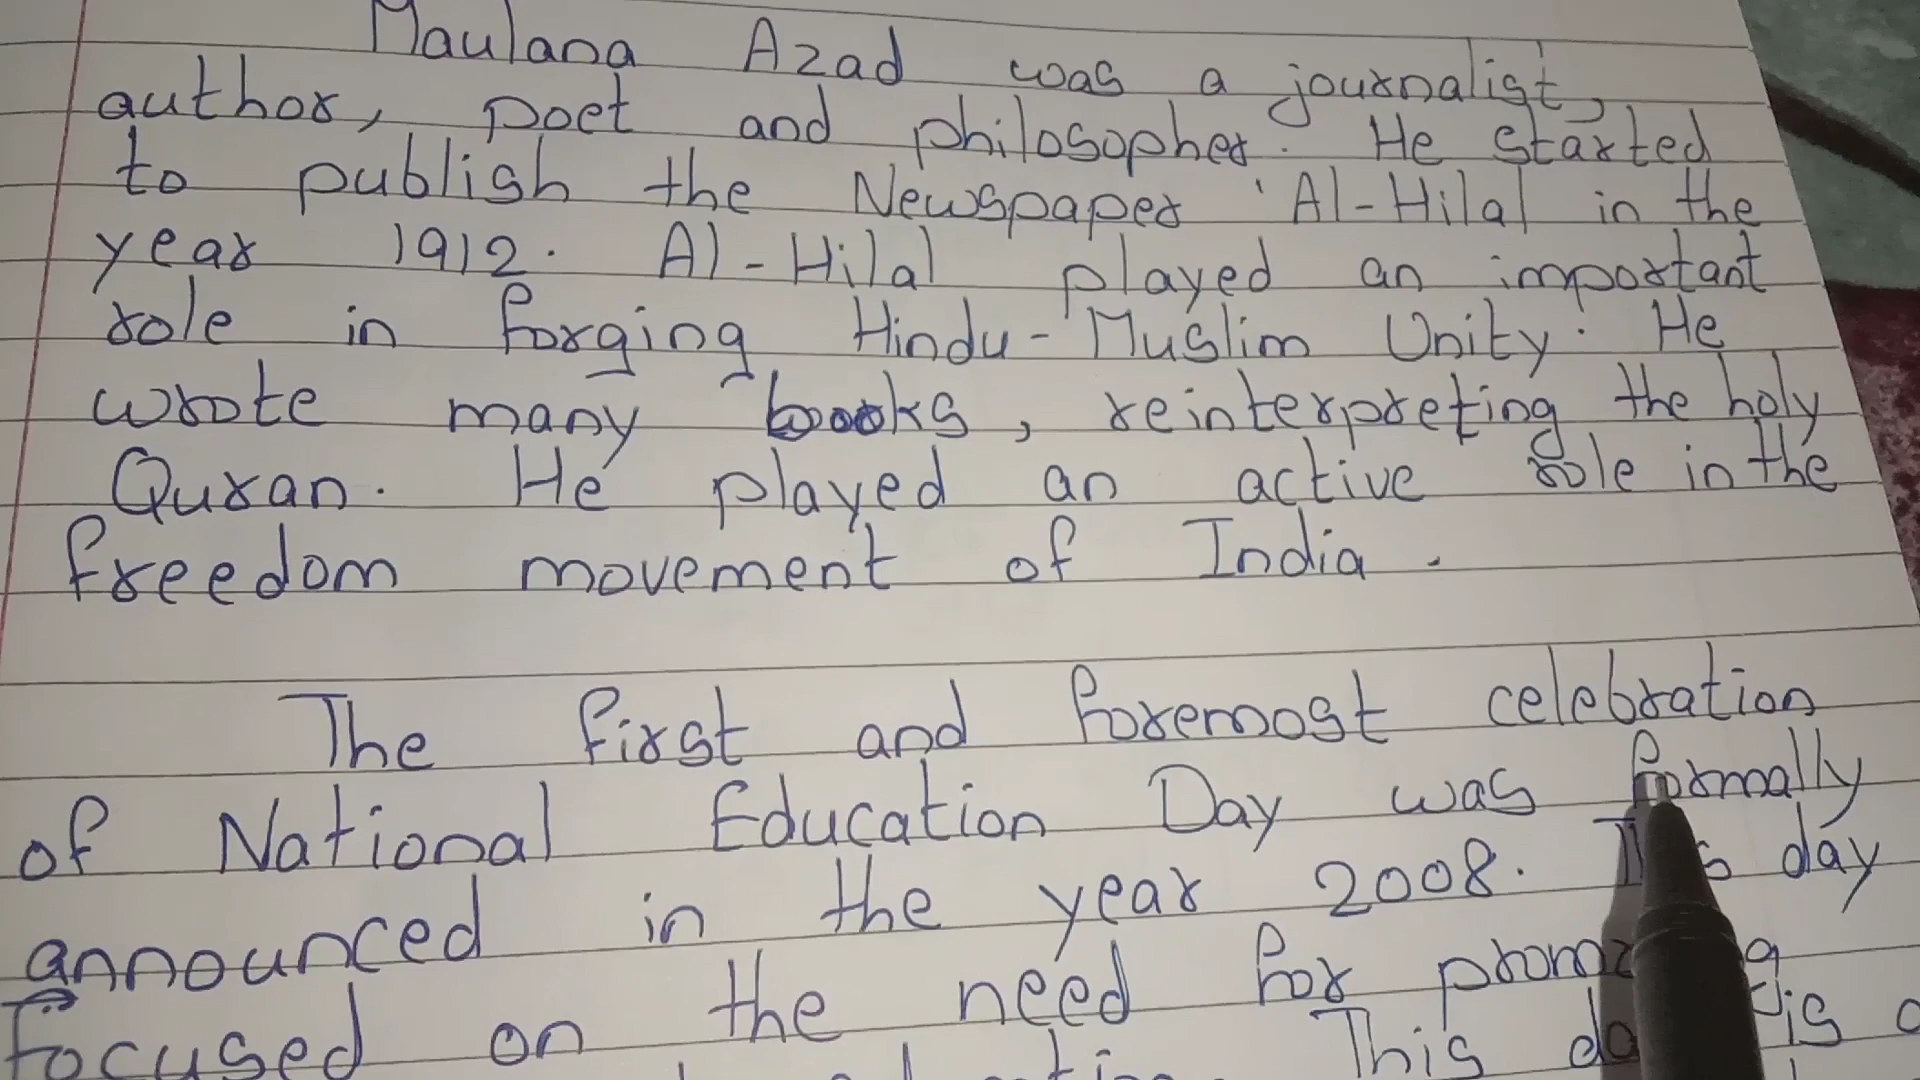 Maulana Azad was a journalist,
author, poet and philosopher. He started
to publish the Newspaper 'Al-Hilal in the
year 1912. Al-Hilal played an important
role in forging Hindu-Muslim Unity. He
wrote many books, reinterpreting the holy
Quran. He played an active role in the
freedom movement of India.
The first and foremost celebration
of National Education Day was formally
announced in the year 2008. This day
focused on the need for
This is